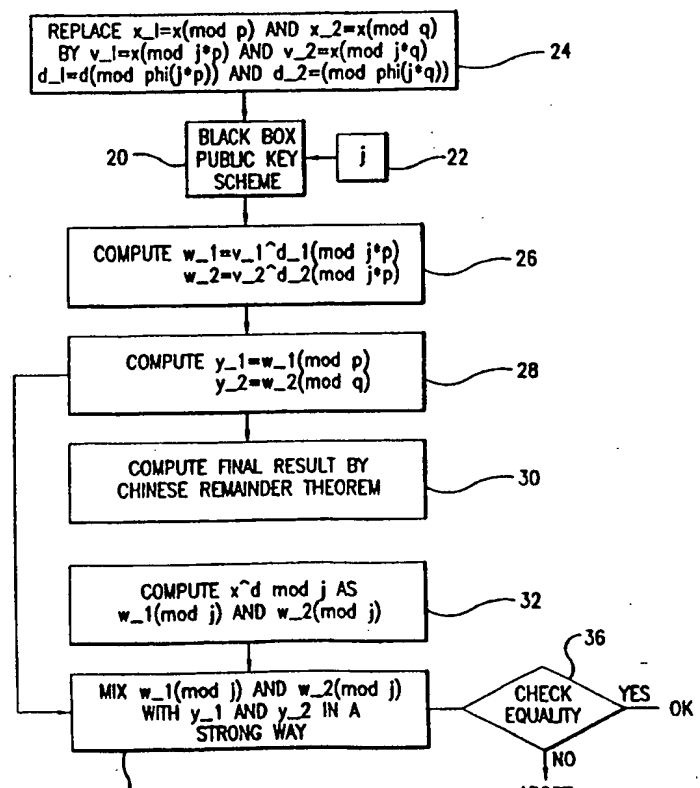 REPLACE x_1=x(mod p) AND x_2=x(mod q)
BY v_1=x(mod j*p) AND v_2=x(mod j*q)
d_1=d(mod phi(j*p)) AND d_2=(mod phi(j*q))
24
20
BLACK BOX
PUBLIC KEY
SCHEME
j
22
COMPUTE w_1=v_1^d_1(mod j*p)
w_2=v_2^d_2(mod j*p)
26
COMPUTE y_1=w_1(mod p)
y_2=w_2(mod q)
28
COMPUTE FINAL RESULT BY
CHINESE REMAINDER THEOREM
30
COMPUTE x^d mod j AS
w_1(mod j) AND w_2(mod j)
32
36
MIX w_1(mod j) AND w_2(mod j)
WITH y_1 AND y_2 IN A
STRONG WAY
CHECK
EQUALITY
YES
OK
NO